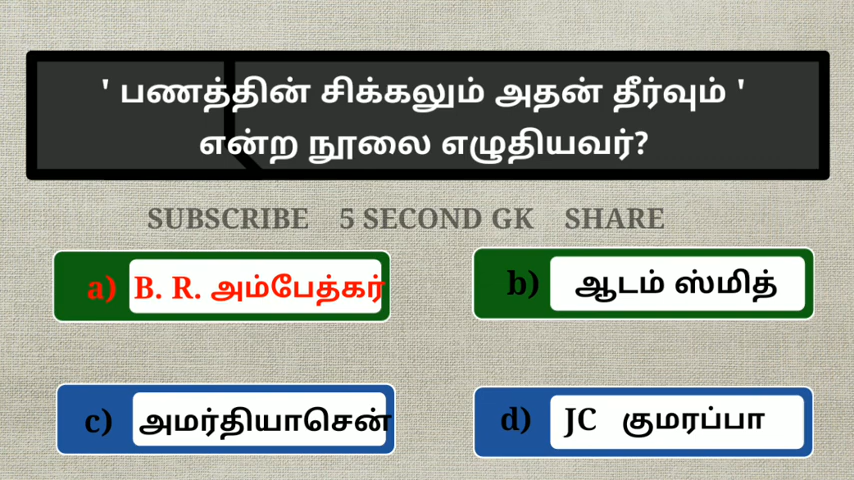 ' பணத்தின் சிக்கலும் அதன் தீர்வும் '
என்ற நூலை எழுதியவர்?
SUBSCRIBE 5 SECOND GK SHARE
a) B. R. அம்பேத்கர்
b) ஆடம் ஸ்மித்
c) அமர்தியாசென்
d) JC குமரப்பா